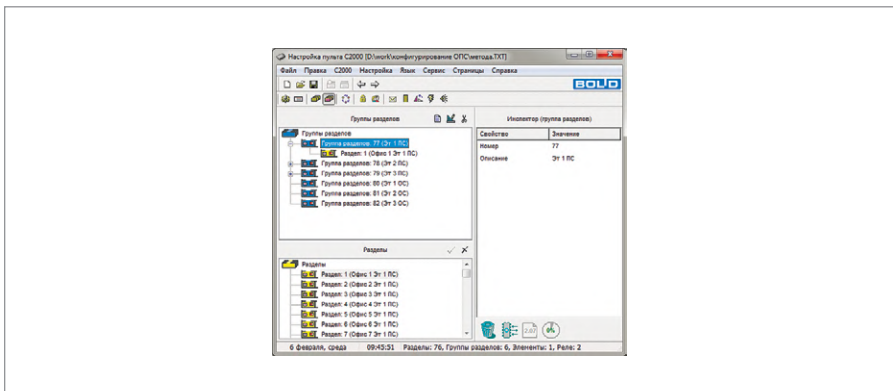 Настройка пульта С2000 [D:\work\конфигурирование ОПС\метода.TXT]
Файл Правка С2000 Настройка Язык Сервис Страницы Справка
BOLID
Группы разделов
Группы разделов
Группа разделов: 77 (Эт 1 ПС)
Раздел: 1 (Офис 1 Эт 1 ПС)
Группа разделов: 78 (Эт 2 ПС)
Группа разделов: 79 (Эт 3 ПС)
Группа разделов: 80 (Эт 1 ОС)
Группа разделов: 81 (Эт 2 ОС)
Группа разделов: 82 (Эт 3 ОС)
Разделы
Разделы
Раздел: 1 (Офис 1 Эт 1 ПС)
Раздел: 2 (Офис 2 Эт 1 ПС)
Раздел: 3 (Офис 3 Эт 1 ПС)
Раздел: 4 (Офис 4 Эт 1 ПС)
Раздел: 5 (Офис 5 Эт 1 ПС)
Раздел: 6 (Офис 6 Эт 1 ПС)
Раздел: 7 (Офис 7 Эт 1 ПС)
Инспектор (группа разделов)
Свойство Значение
Номер 77
Описание Эт 1 ПС
2.07
0%
6 февраля, среда 09:45:51 Разделы: 76, Группы разделов: 6, Элементы: 1, Реле: 2